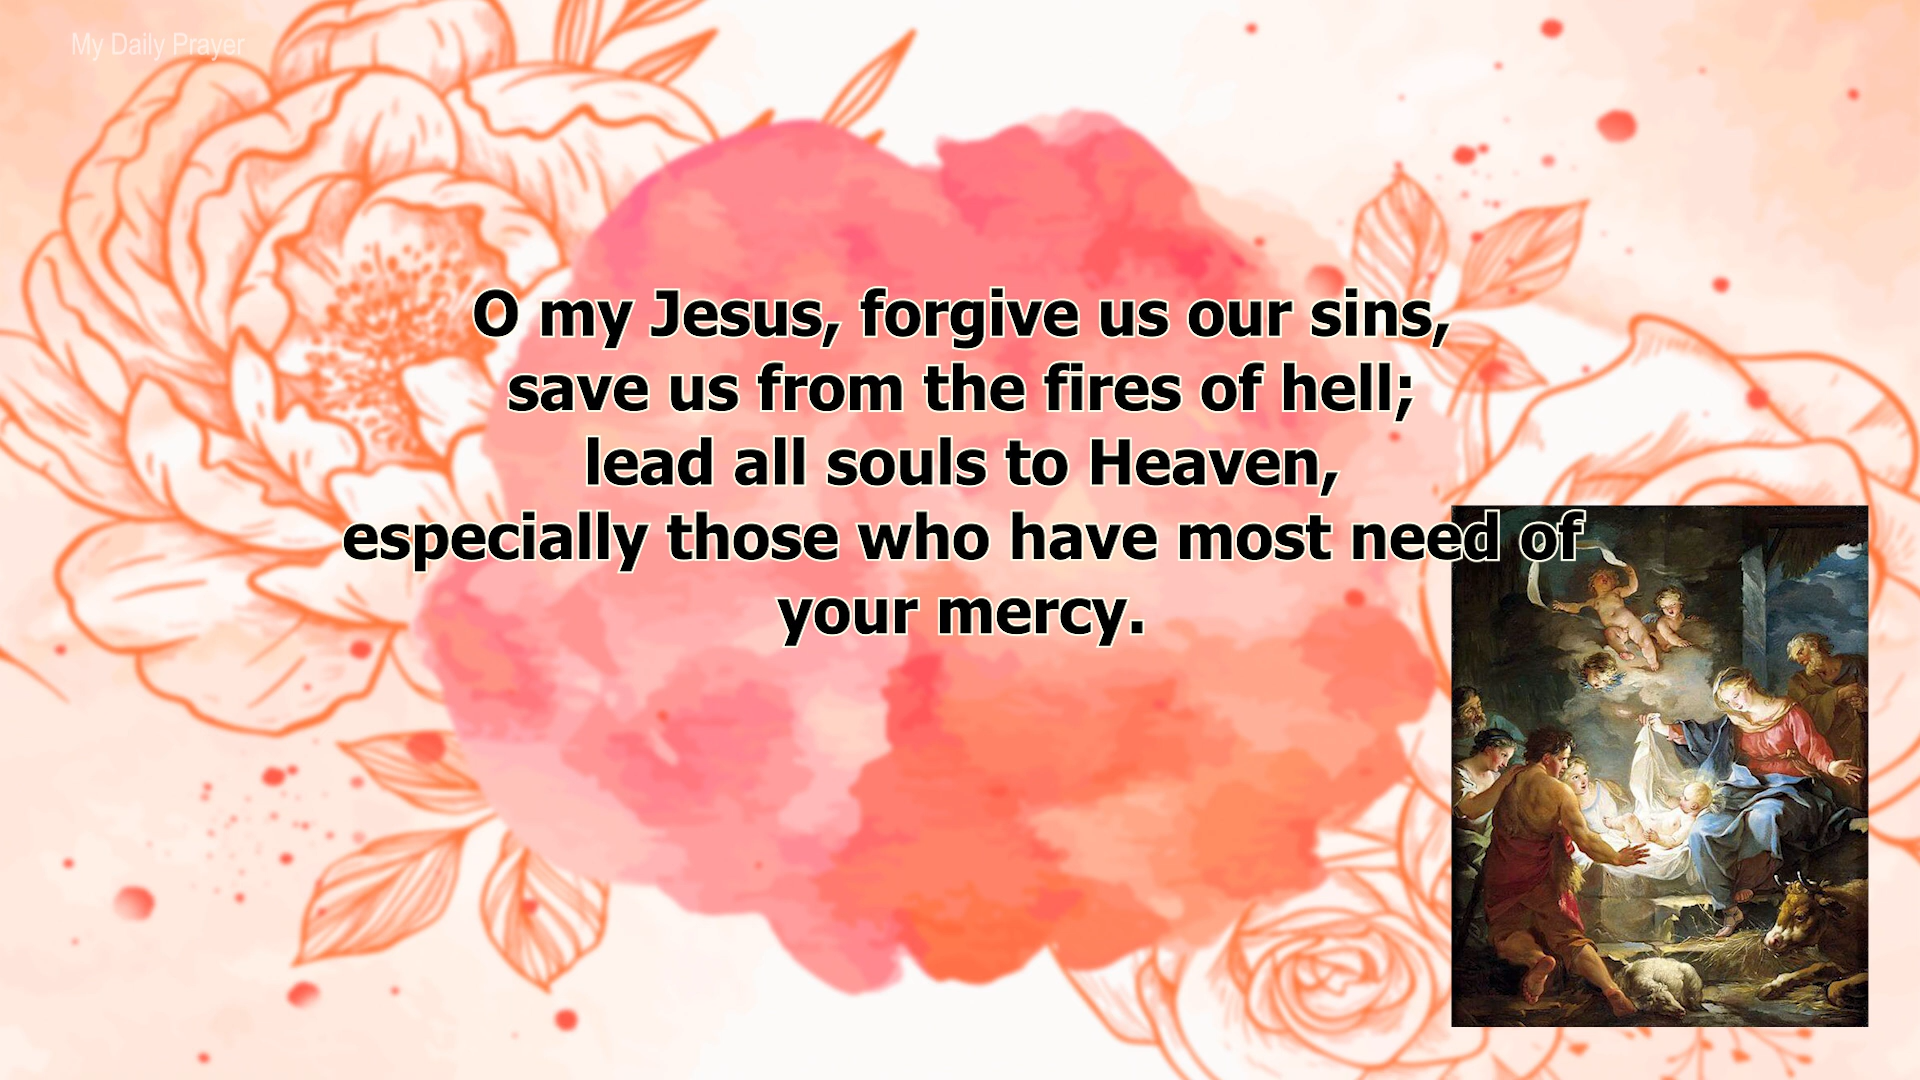 My Daily Prayer
O my Jesus, forgive us our sins,
save us from the fires of hell;
lead all souls to Heaven,
especially those who have most need of
your mercy.